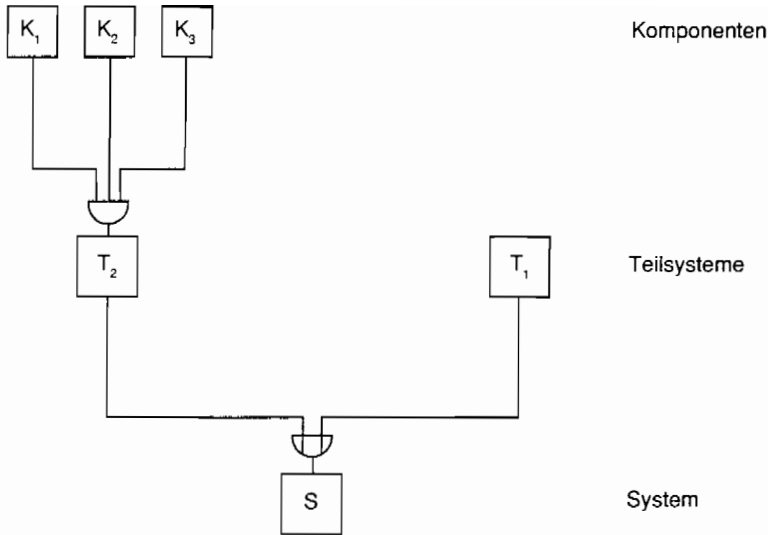 K₁ K₂ K₃ Komponenten
T₂ T₁ Teilsysteme
S System